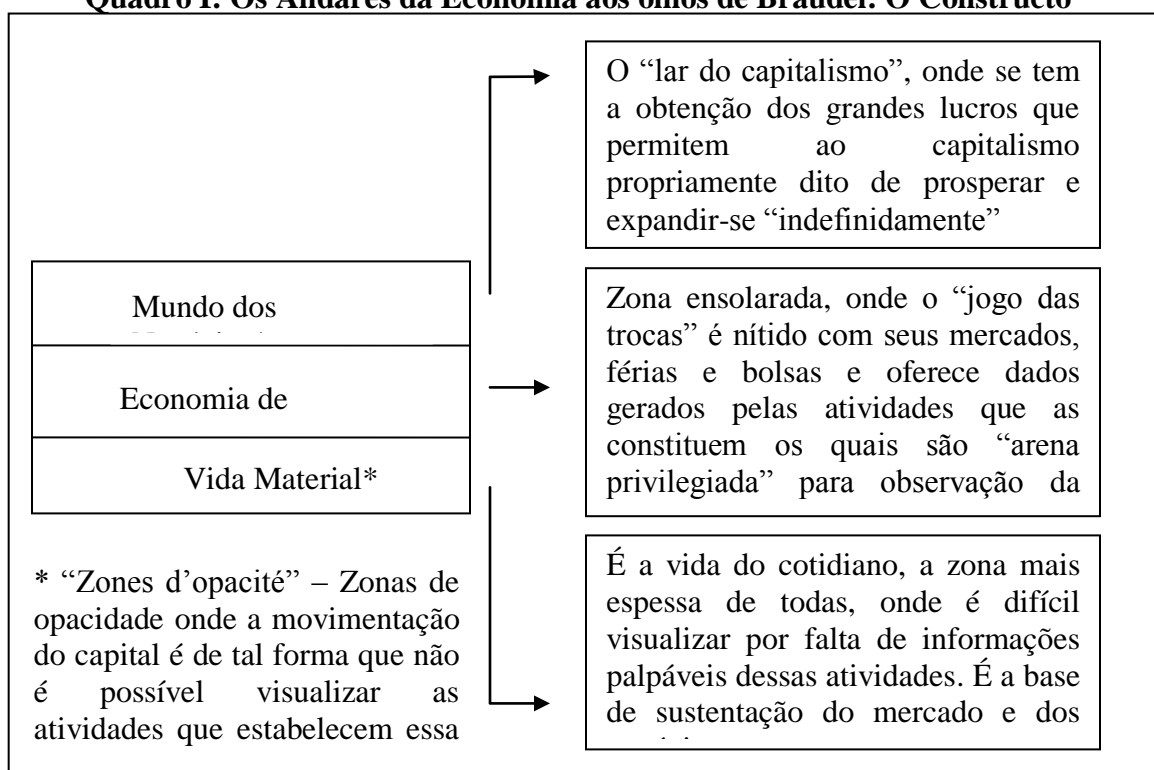 Quadro I: Os Andares da Economia aos olhos de Braudel: O Constructo
O “lar do capitalismo”, onde se tem
a obtenção dos grandes lucros que
permitem ao capitalismo
propriamente dito de prosperar e
expandir-se “indefinidamente”
Mundo dos
Economia de
Vida Material*
Zona ensolarada, onde o “jogo das
trocas” é nítido com seus mercados,
férias e bolsas e oferece dados
gerados pelas atividades que as
constituem os quais são “arena
privilegiada” para observação da
* “Zones d’opacité” – Zonas de
opacidade onde a movimentação
do capital é de tal forma que não
é possível visualizar as
atividades que estabelecem essa
É a vida do cotidiano, a zona mais
espessa de todas, onde é difícil
visualizar por falta de informações
palpáveis dessas atividades. É a base
de sustentação do mercado e dos